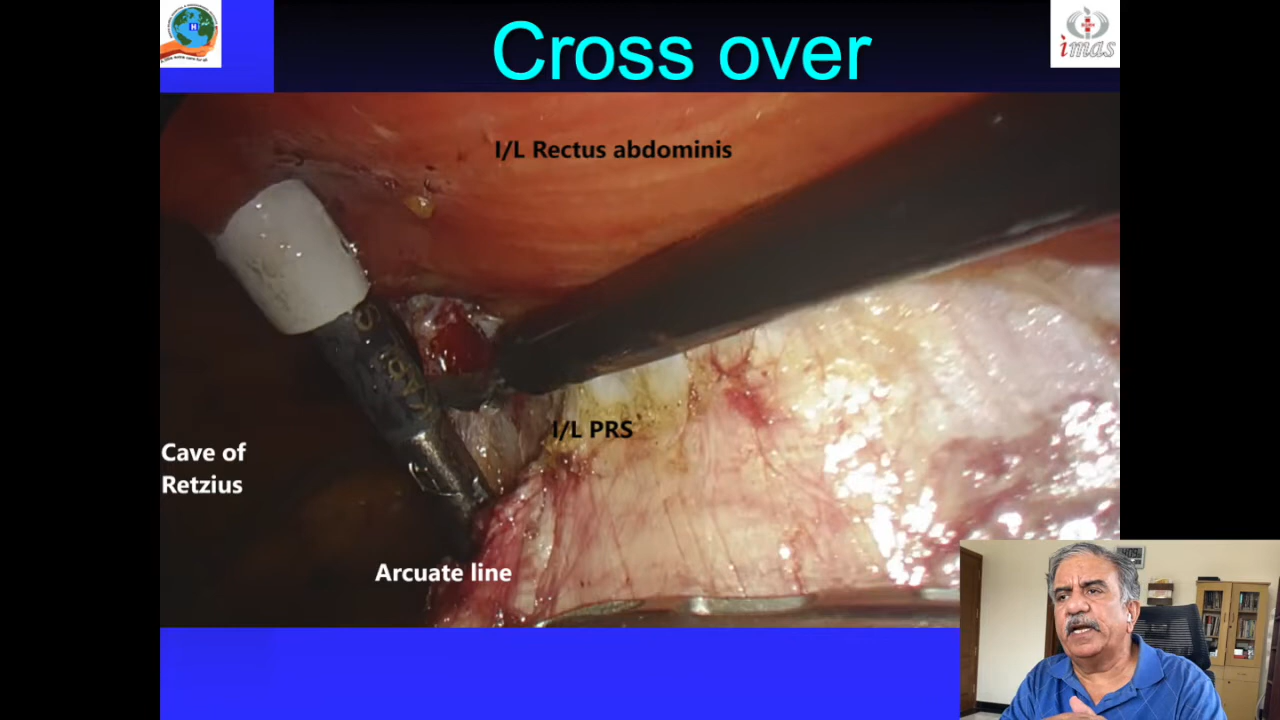 Cross over
H
imas
I/L Rectus abdominis
I/L PRS
Cave of
Retzius
Arcuate line